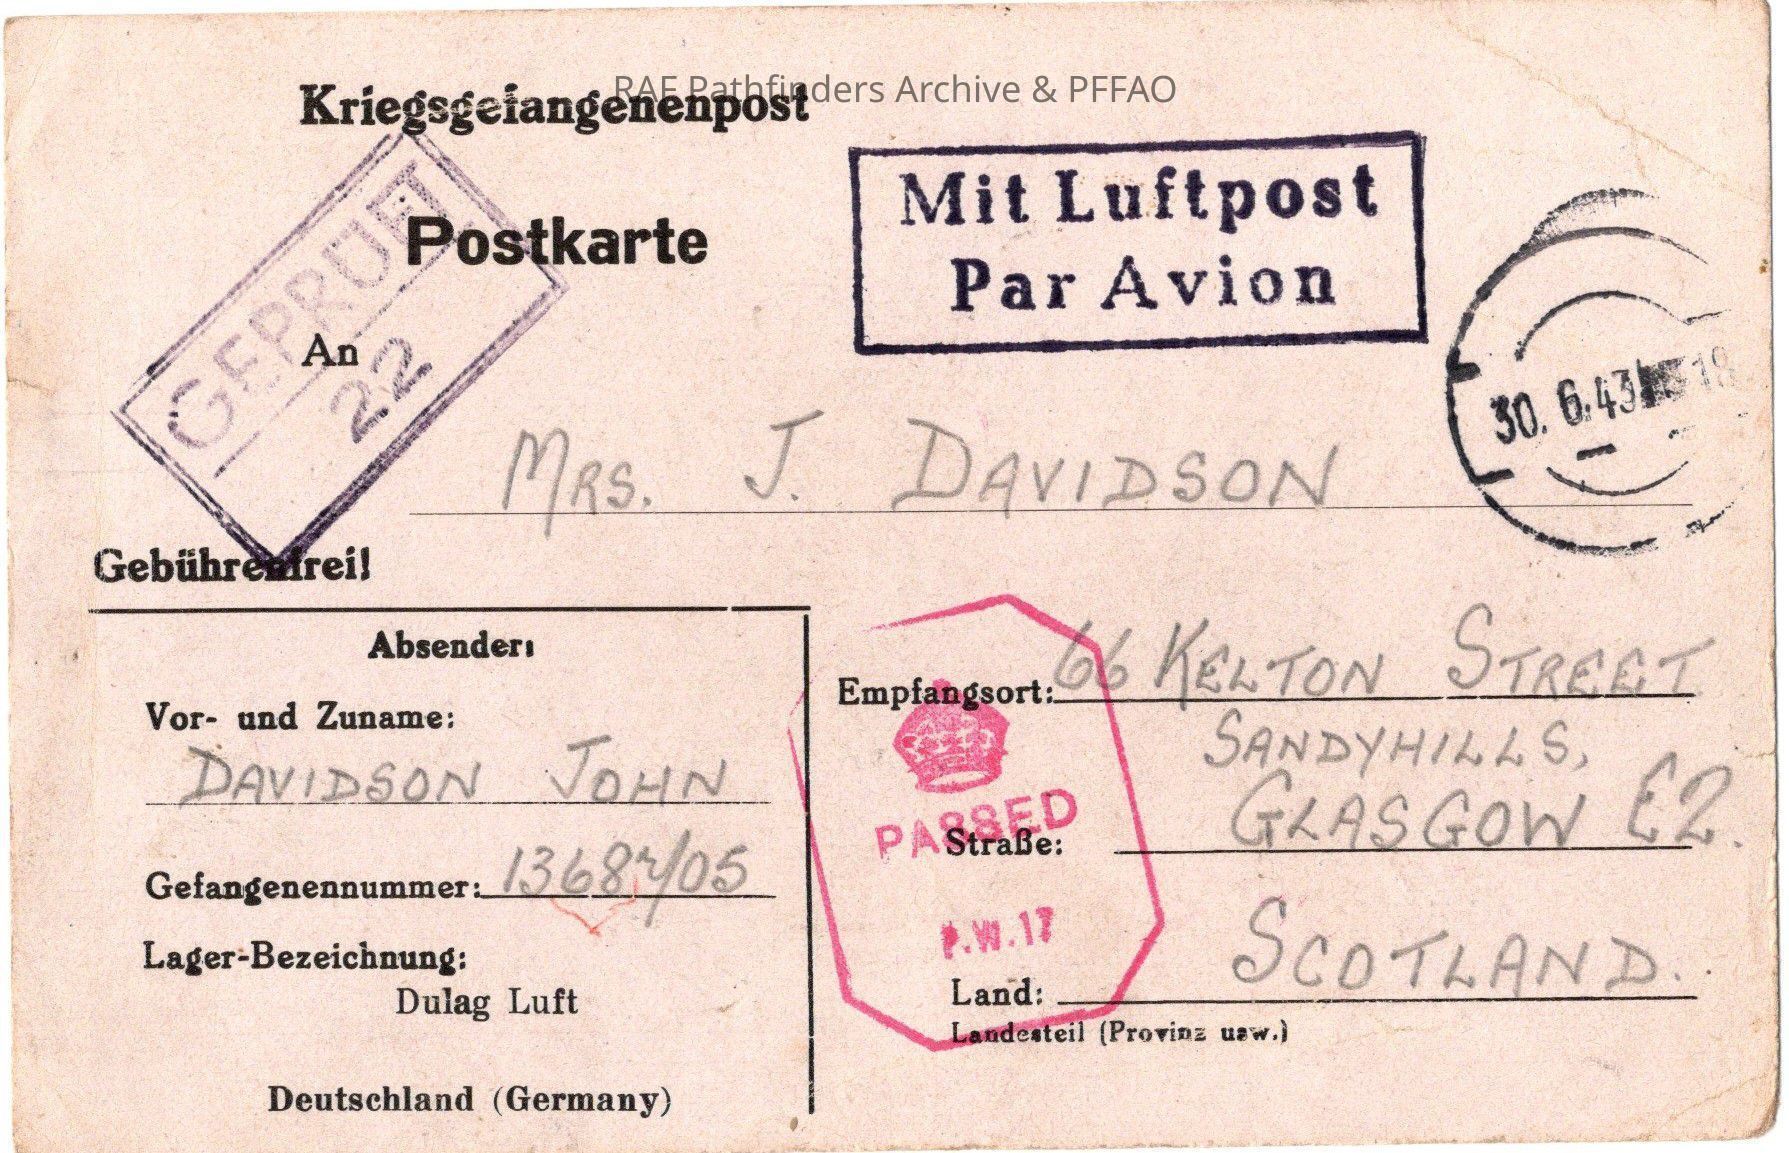 RAF Pathfinders Archive & PFFAO
Kriegsgefangenenpost
Mit Luftpost
Par Avion
Postkarte
GEPRÜFT
22
An
30. 6.43 18
MRS. J. DAVIDSON
Gebührenfrei!
Absender:
Vor- und Zuname:
DAVIDSON JOHN
Gefangenennummer:
Lager-Bezeichnung:
Dulag Luft
Deutschland (Germany)
Empfangsort: 66 KELTON STREET
SANDYHILLS,
GLASGOW E2.
PASSED
Straße:
P.W.17
SCOTLAND.
Land:
Landesteil (Provinz usw.)